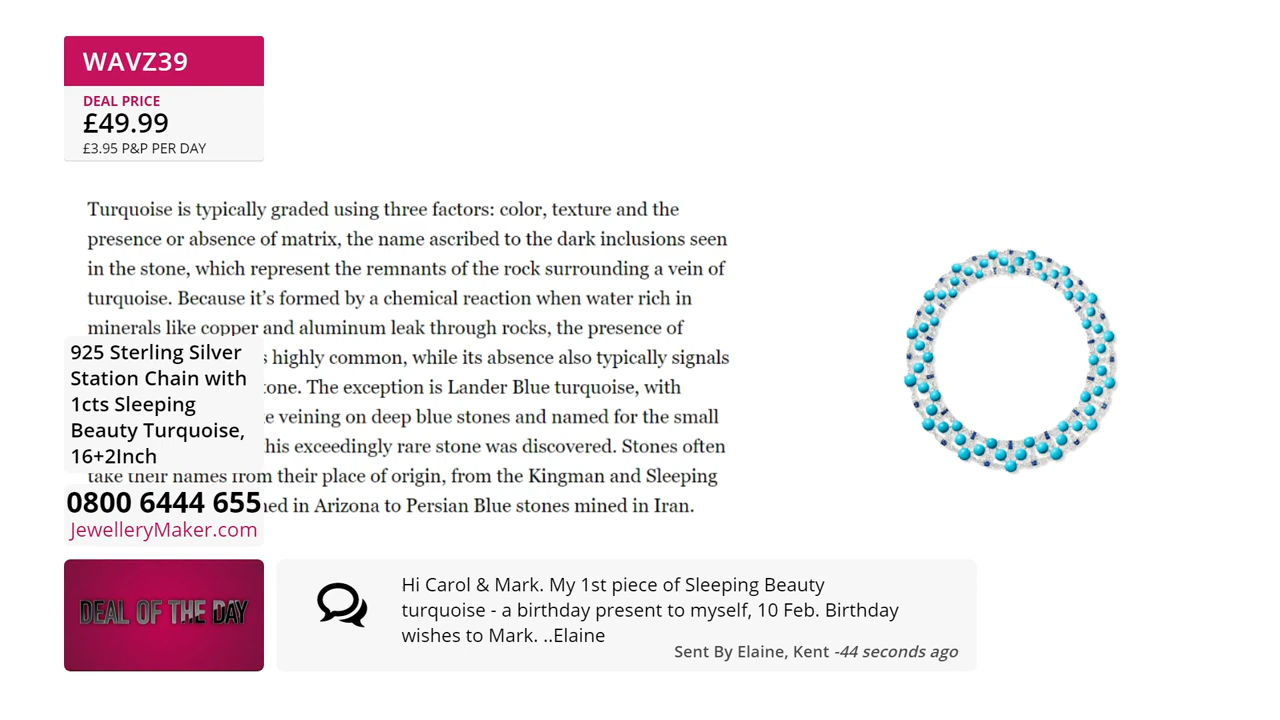 WAVZ39
DEAL PRICE
£49.99
£3.95 P&P PER DAY
Turquoise is typically graded using three factors: color, texture and the
presence or absence of matrix, the name ascribed to the dark inclusions seen
in the stone, which represent the remnants of the rock surrounding a vein of
turquoise. Because it's formed by a chemical reaction when water rich in
minerals like copper and aluminum leak through rocks, the presence of
highly common, while its absence also typically signals
The exception is Lander Blue turquoise, with
veining on deep blue stones and named for the small
exceedingly rare stone was discovered. Stones often
take their names from their place of origin, from the Kingman and Sleeping
in Arizona to Persian Blue stones mined in Iran.
925 Sterling Silver
Station Chain with
1cts Sleeping
Beauty Turquoise,
16+2Inch
0800 6444 655
JewelleryMaker.com
DEAL OF THE DAY
Hi Carol & Mark. My 1st piece of Sleeping Beauty
turquoise - a birthday present to myself, 10 Feb. Birthday
wishes to Mark. ..Elaine
Sent By Elaine, Kent -44 seconds ago